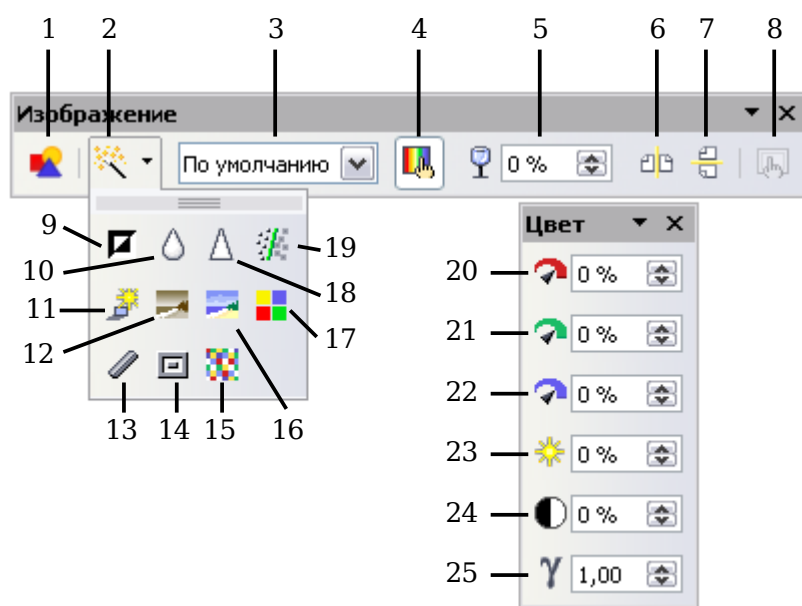 1 2 3 4 5 6 7 8
Изображение
По умолчанию 0 %
9
10
19
18
11
12
17
13 14 15 16
Цвет
20 0 %
21 0 %
22 0 %
23 0 %
24 0 %
25 γ 1,00